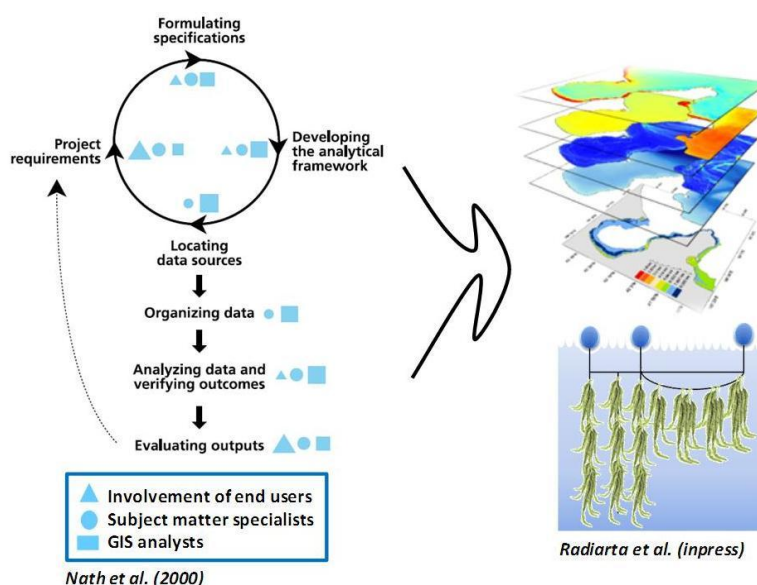 Formulating
specifications
Project
requirements
Developing
the analytical
framework
Locating
data sources
Organizing data
Analyzing data and
verifying outcomes
Evaluating outputs
Involvement of end users
Subject matter specialists
GIS analysts
Nath et al. (2000)
Radiarta et al. (inpress)